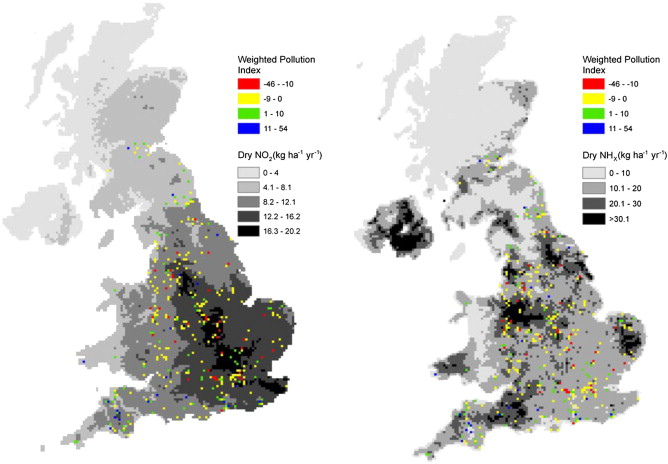 Weighted Pollution
Index
-46 - -10
-9 - 0
1 - 10
11 - 54
Dry NO₂(kg ha⁻¹ yr⁻¹)
0 - 4
4.1 - 8.1
8.2 - 12.1
12.2 - 16.2
16.3 - 20.2
Weighted Pollution
Index
-46 - -10
-9 - 0
1 - 10
11 - 54
Dry NHₓ(kg ha⁻¹ yr⁻¹)
0 - 10
10.1 - 20
20.1 - 30
>30.1